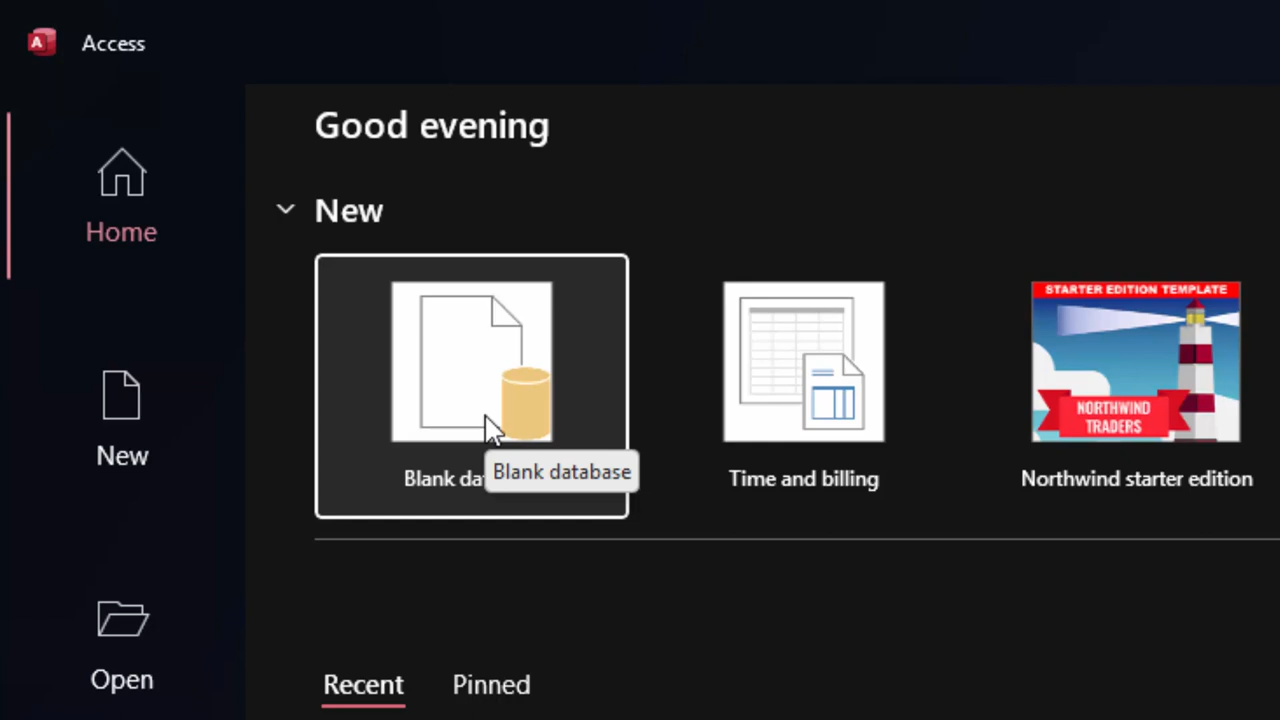 Access
Good evening
Home
New
New
Open
Blank da
Blank database
Time and billing
STARTER EDITION TEMPLATE
NORTHWIND
TRADERS
Northwind starter edition
Recent
Pinned